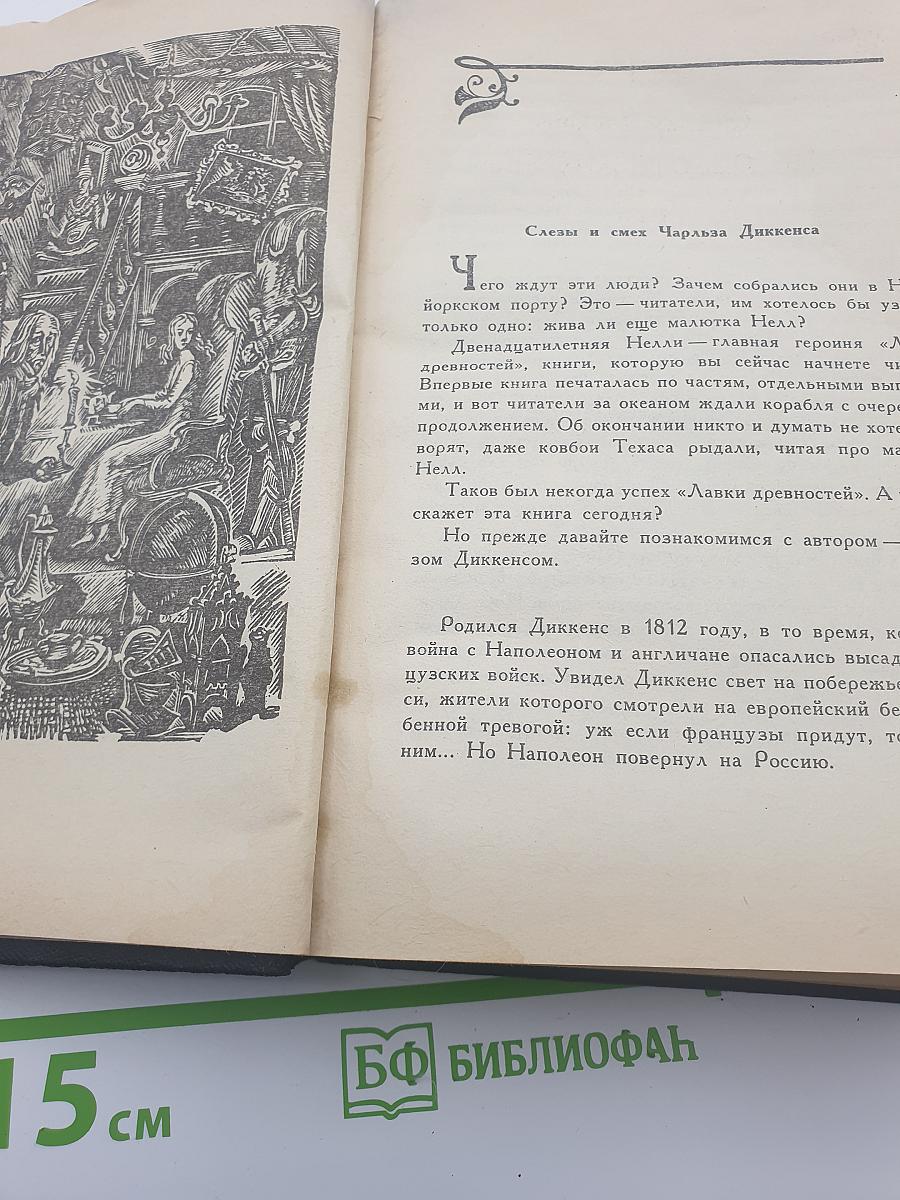 Слезы и смех Чарльза Диккенса
Чего ждут эти люди? Зачем собрались они в Н
йоркском порту? Это — читатели, им хотелось бы уз
только одно: жива ли еще малютка Нелл?
Двенадцатилетняя Нелли — главная героиня «Л
древностей», книги, которую вы сейчас начнете чи
Впервые книга печаталась по частям, отдельными вып
ми, и вот читатели за океаном ждали корабля с очере
продолжением. Об окончании никто и думать не хоте
ворят, даже ковбои Техаса рыдали, читая про ма
Нелл.
Таков был некогда успех «Лавки древностей». А
скажет эта книга сегодня?
Но прежде давайте познакомимся с автором —
зом Диккенсом.
Родился Диккенс в 1812 году, в то время, ко
война с Наполеоном и англичане опасались высад
цузских войск. Увидел Диккенс свет на побережье
си, жители которого смотрели на европейский бе
бенной тревогой: уж если французы придут, то
ним... Но Наполеон повернул на Россию.
15 см
БФ БИБЛИОФАН